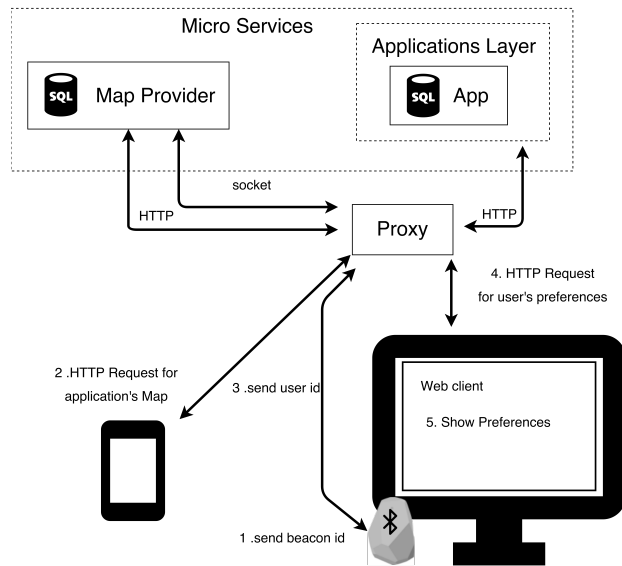 Micro Services
Applications Layer
SQL
Map Provider
SQL
App
socket
HTTP
HTTP
Proxy
4. HTTP Request
for user's preferences
2 .HTTP Request for
application's Map
3 .send user id
Web client
5. Show Preferences
1 .send beacon id